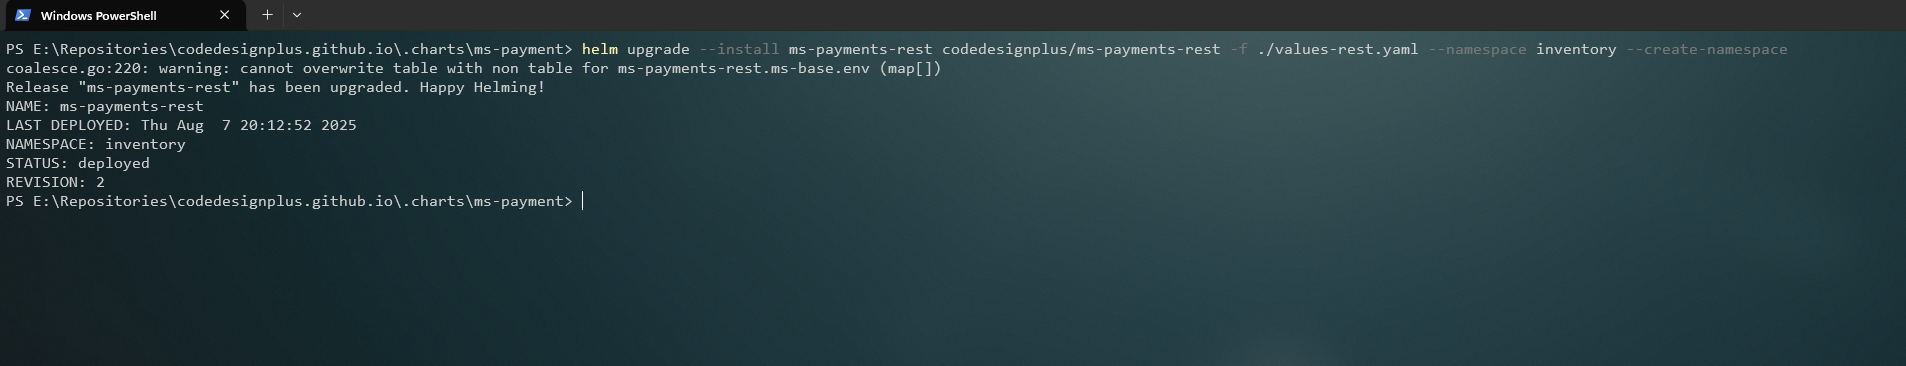 Windows PowerShell
PS E:\Repositories\codedesignplus.github.io\.charts\ms-payment> helm upgrade --install ms-payments-rest codedesignplus/ms-payments-rest -f ./values-rest.yaml --namespace inventory --create-namespace
coalesce.go:220: warning: cannot overwrite table with non table for ms-payments-rest.ms-base.env (map[])
Release "ms-payments-rest" has been upgraded. Happy Helming!
NAME: ms-payments-rest
LAST DEPLOYED: Thu Aug  7 20:12:52 2025
NAMESPACE: inventory
STATUS: deployed
REVISION: 2
PS E:\Repositories\codedesignplus.github.io\.charts\ms-payment>